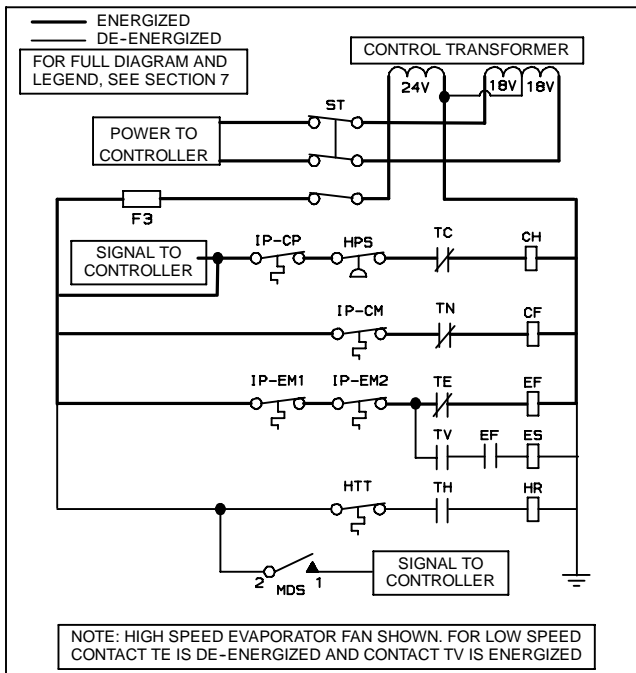 ENERGIZED
DE-ENERGIZED
FOR FULL DIAGRAM AND
LEGEND, SEE SECTION 7
CONTROL TRANSFORMER
24V
18V
18V
ST
POWER TO
CONTROLLER
F3
SIGNAL TO
CONTROLLER
IP-CP
HPS
TC
CH
IP-CM
TN
CF
IP-EM1
IP-EM2
TE
EF
TV
EF
ES
HTT
TH
HR
2
MDS
1
SIGNAL TO
CONTROLLER
NOTE: HIGH SPEED EVAPORATOR FAN SHOWN. FOR LOW SPEED
CONTACT TE IS DE-ENERGIZED AND CONTACT TV IS ENERGIZED